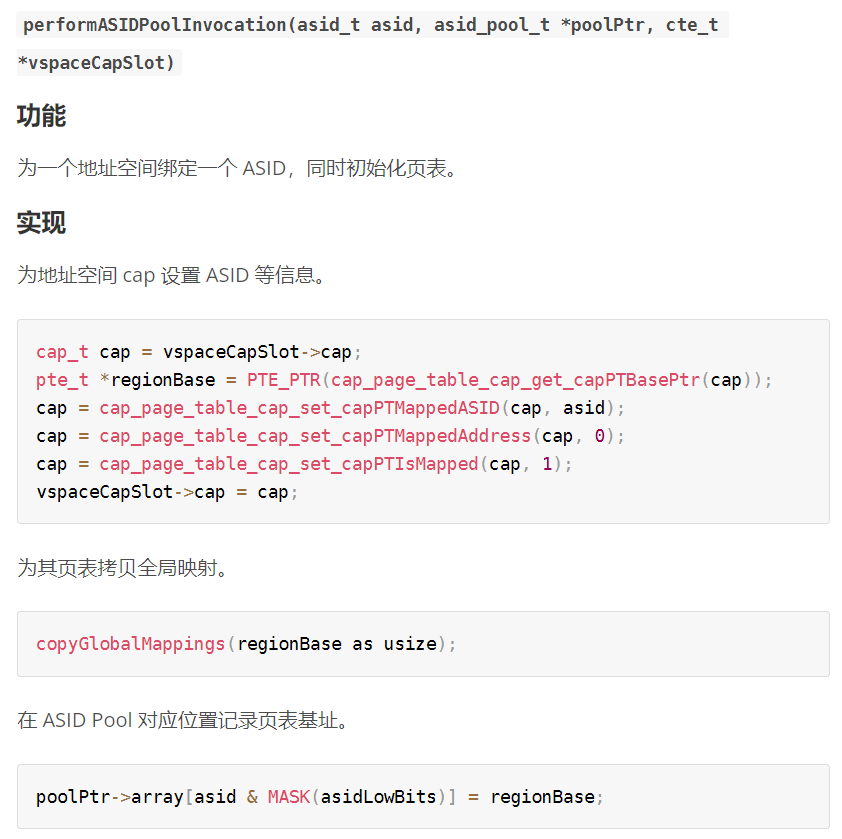 performASIDPoolInvocation(asid_t asid, asid_pool_t *poolPtr, cte_t
*vspaceCapSlot)
功能
为一个地址空间绑定一个 ASID，同时初始化页表。
实现
为地址空间 cap 设置 ASID 等信息。
cap_t cap = vspaceCapSlot->cap;
pte_t *regionBase = PTE_PTR(cap_page_table_cap_get_capPTBasePtr(cap));
cap = cap_page_table_cap_set_capPTMappedASID(cap, asid);
cap = cap_page_table_cap_set_capPTMappedAddress(cap, 0);
cap = cap_page_table_cap_set_capPTIsMapped(cap, 1);
vspaceCapSlot->cap = cap;
为其页表拷贝全局映射。
copyGlobalMappings(regionBase as usize);
在 ASID Pool 对应位置记录页表基址。
poolPtr->array[asid & MASK(asidLowBits)] = regionBase;